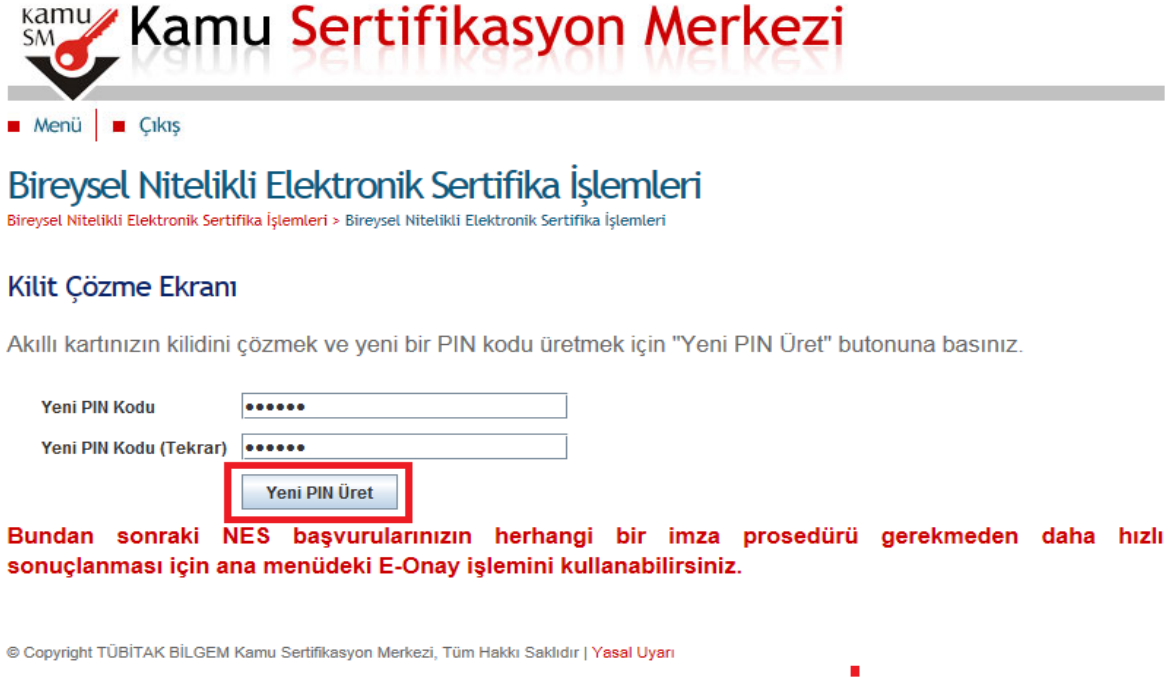 Kamu
SM
Kamu Sertifikasyon Merkezi
Menü
Çıkış
Bireysel Nitelikli Elektronik Sertifika İşlemleri
Bireysel Nitelikli Elektronik Sertifika İşlemleri > Bireysel Nitelikli Elektronik Sertifika İşlemleri
Kilit Çözme Ekranı
Akıllı kartınızın kilidini çözmek ve yeni bir PIN kodu üretmek için "Yeni PIN Üret" butonuna basınız.
Yeni PIN Kodu ••••••
Yeni PIN Kodu (Tekrar) ••••••
Yeni PIN Üret
Bundan sonraki NES başvurularınızın herhangi bir imza prosedürü gerekmeden daha hızlı
sonuçlanması için ana menüdeki E-Onay işlemini kullanabilirsiniz.
© Copyright TÜBİTAK BİLGEM Kamu Sertifikasyon Merkezi, Tüm Hakkı Saklıdır | Yasal Uyarı